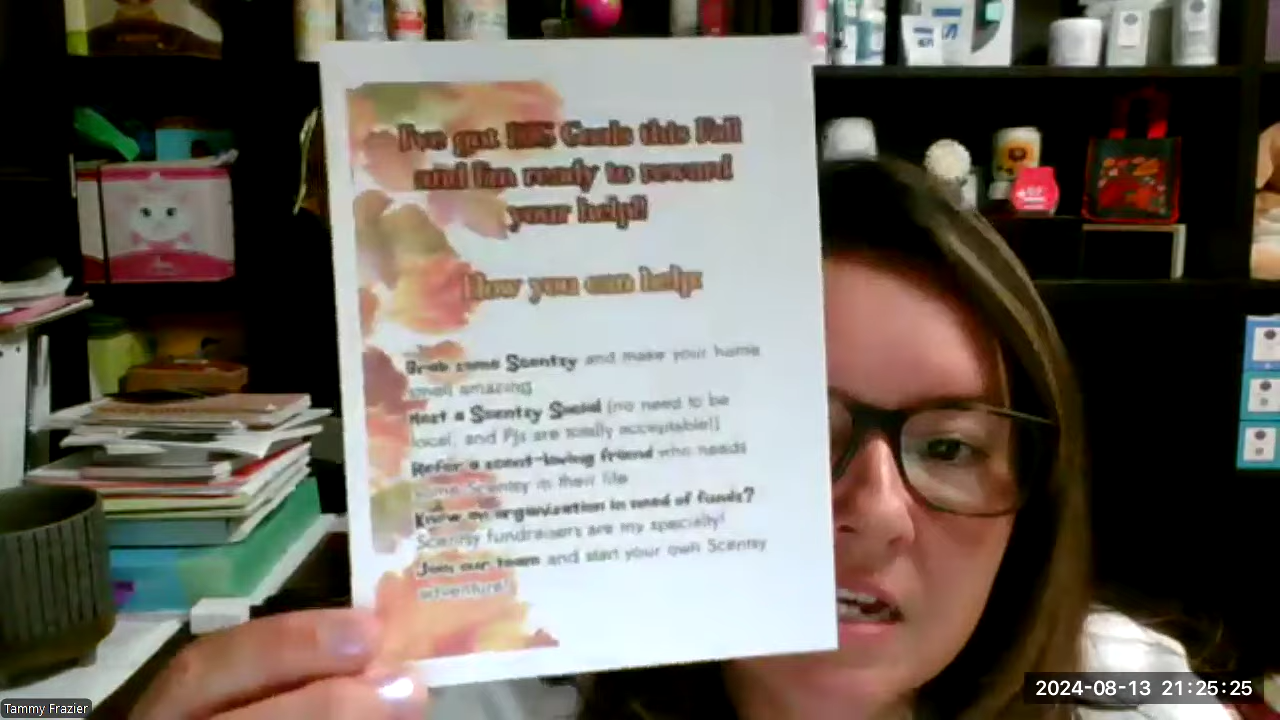 I've got BIG Goals this Fall
and I'm ready to reward
your help!!
How you can help:
Grab some Scentsy and make your home
smell amazing
Host a Scentsy Social (no need to be
local, and PJs are totally acceptable!)
Refer a scent-loving friend who needs
some Scentsy in their life
Know an organization in need of funds?
Scentsy fundraisers are my specialty!
Join our team and start your own Scentsy
adventure!
Tammy Frazier
2024-08-13 21:25:25